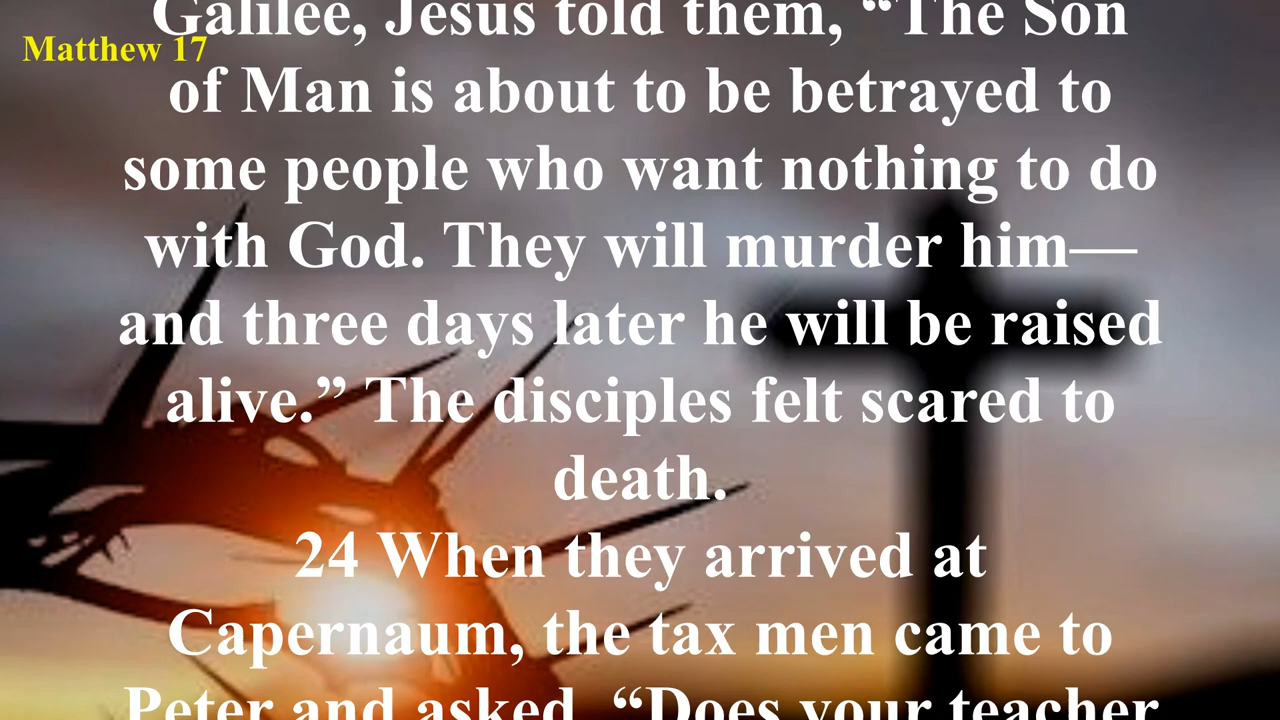 Galilee, Jesus told them, “The Son
Matthew 17
of Man is about to be betrayed to
some people who want nothing to do
with God. They will murder him—
and three days later he will be raised
alive.” The disciples felt scared to
death.
24 When they arrived at
Capernaum, the tax men came to
Peter and asked, “Does your teacher